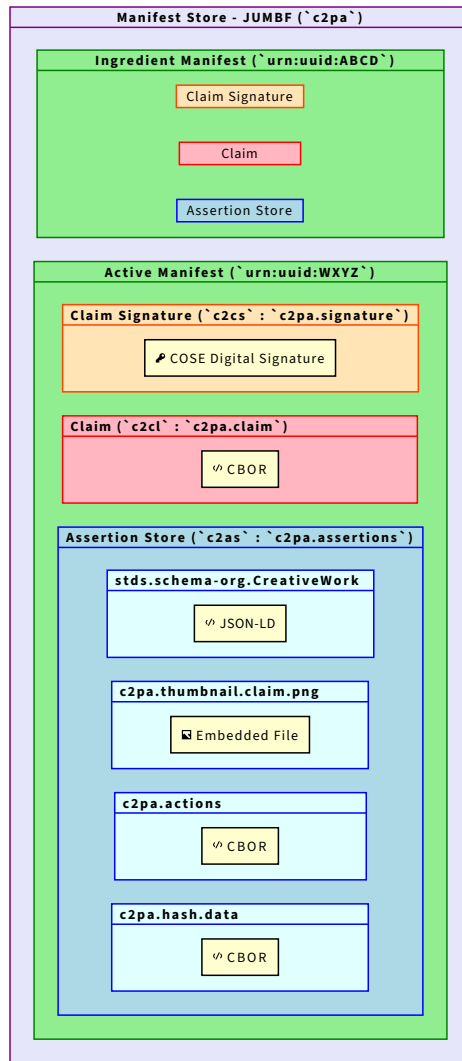 Manifest Store - JUMBF (`c2pa`)
Ingredient Manifest (`urn:uuid:ABCD`)
Claim Signature
Claim
Assertion Store
Active Manifest (`urn:uuid:WXYZ`)
Claim Signature (`c2cs` : `c2pa.signature`)
COSE Digital Signature
Claim (`c2cl` : `c2pa.claim`)
CBOR
Assertion Store (`c2as` : `c2pa.assertions`)
stds.schema-org.CreativeWork
JSON-LD
c2pa.thumbnail.claim.png
Embedded File
c2pa.actions
CBOR
c2pa.hash.data
CBOR